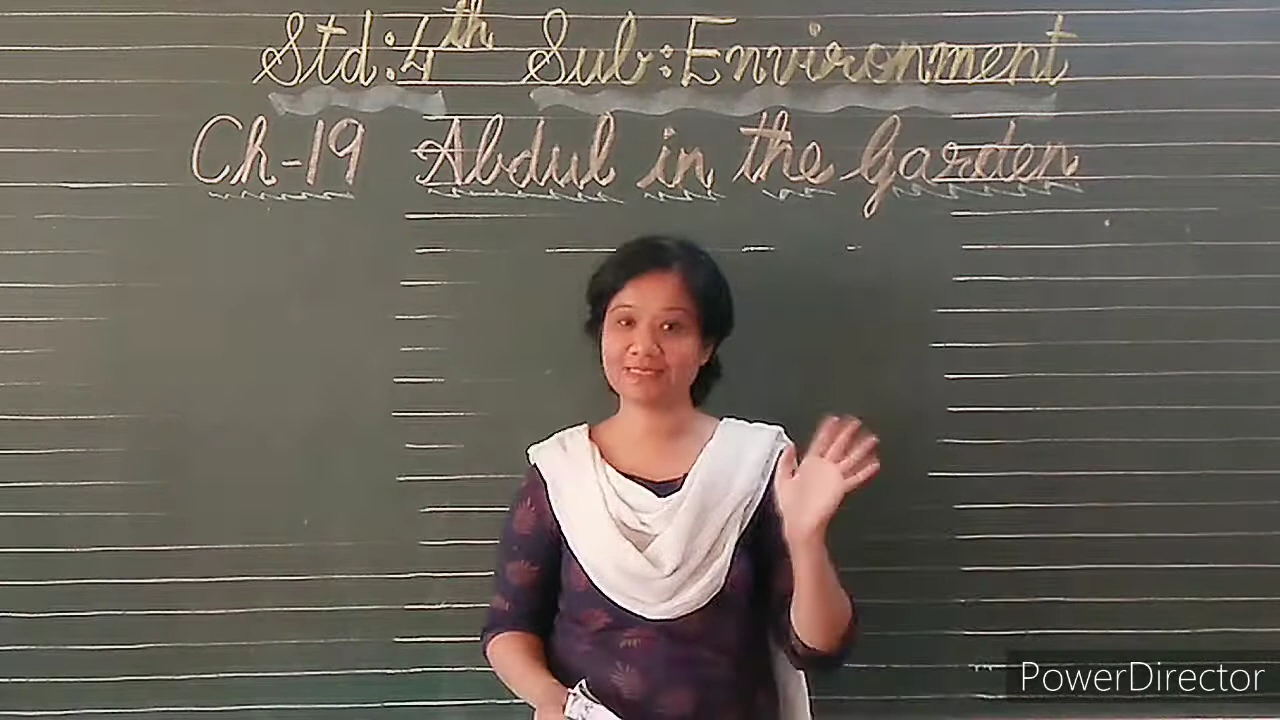 Std:4th Sub:Environment
Ch-19 Abdul in the Garden
PowerDirector